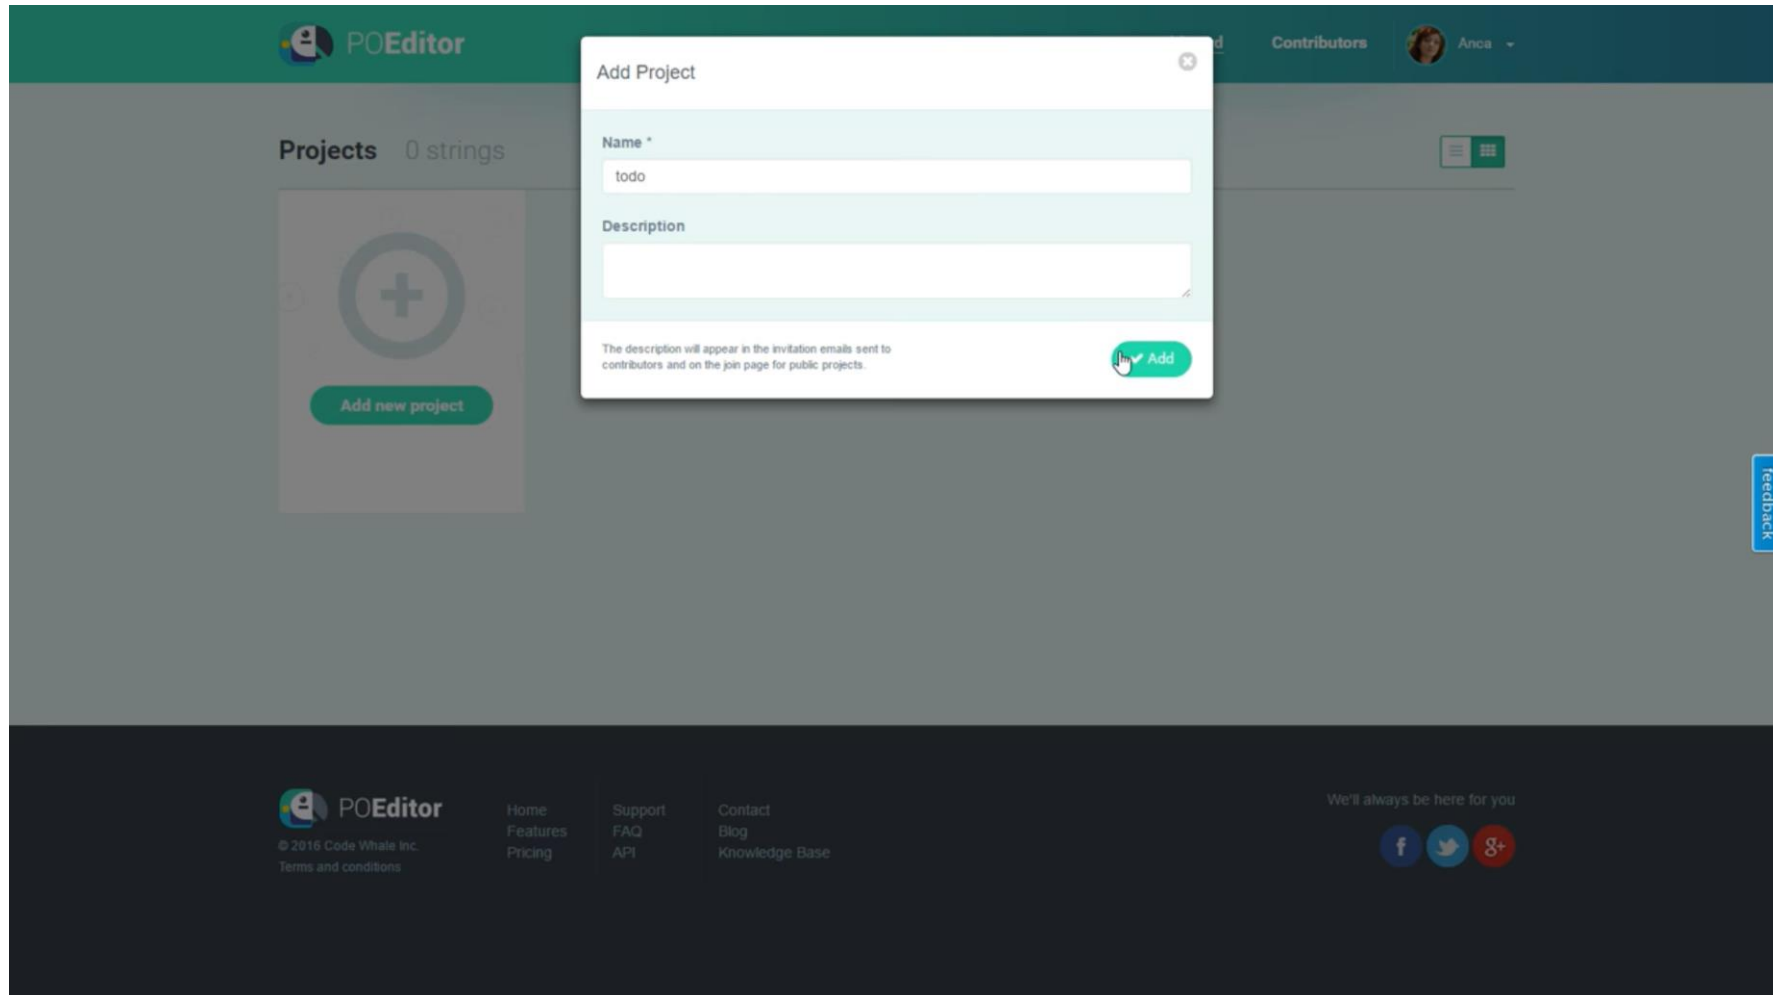 POEditor
Contributors
Anca
Add Project
Projects
0 strings
Name *
todo
Description
The description will appear in the invitation emails sent to
contributors and on the join page for public projects.
Add
Add new project
feedback
POEditor
© 2016 Code Whale Inc.
Terms and conditions
Home
Features
Pricing
Support
FAQ
API
Contact
Blog
Knowledge Base
We'll always be here for you
f
g+